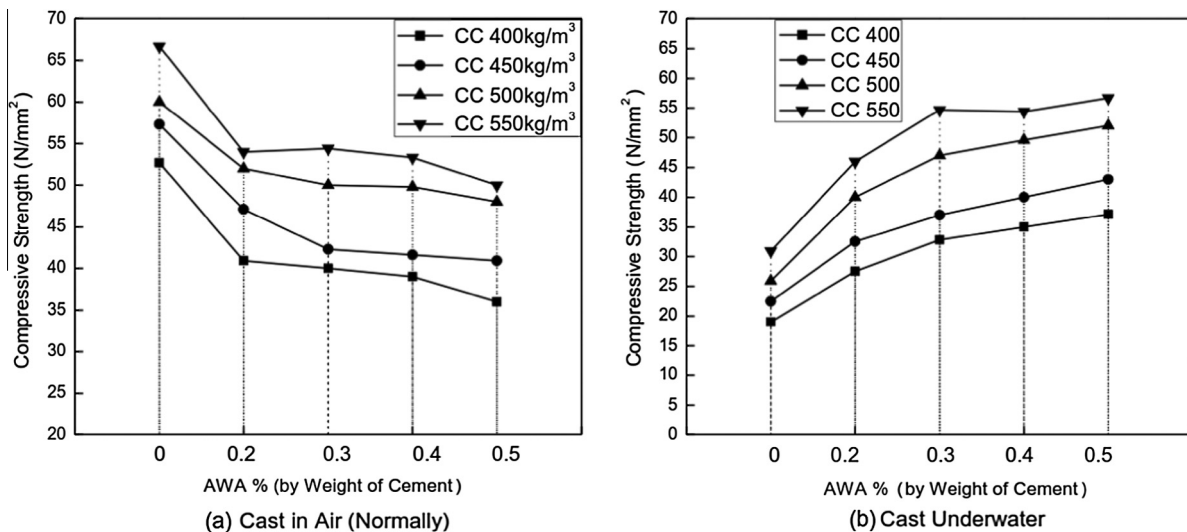 70
65
60
55
50
45
40
35
30
25
20
Compressive Strength (N/mm²)
CC 400kg/m³
CC 450kg/m³
CC 500kg/m³
CC 550kg/m³
0 0.2 0.3 0.4 0.5
AWA % (by Weight of Cement)
(a) Cast in Air (Normally)
70
65
60
55
50
45
40
35
30
25
20
15
10
5
0
Compressive Strength (N/mm²)
CC 400
CC 450
CC 500
CC 550
0 0.2 0.3 0.4 0.5
AWA % (by Weight of Cement)
(b) Cast Underwater